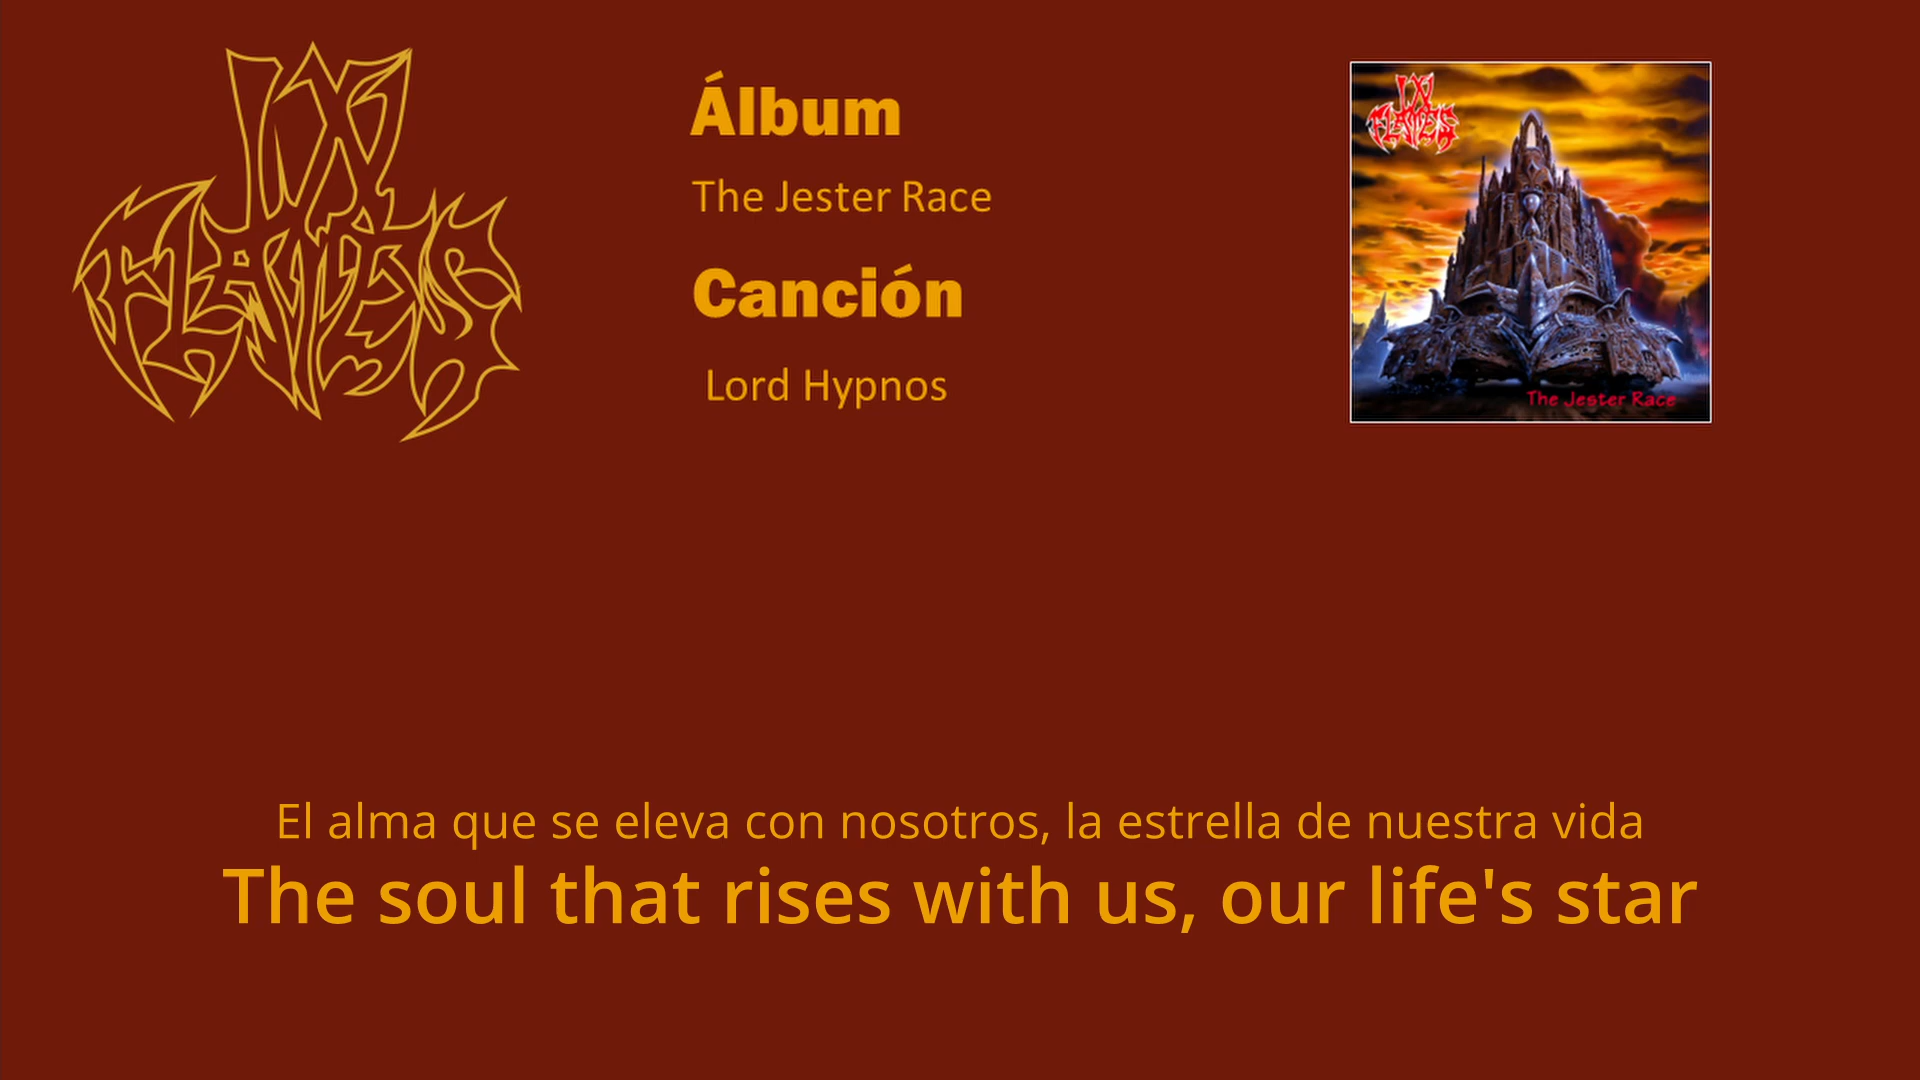 IN
FLAMES
Álbum
The Jester Race
Canción
Lord Hypnos
IN
FLAMES
The Jester Race
El alma que se eleva con nosotros, la estrella de nuestra vida
The soul that rises with us, our life's star